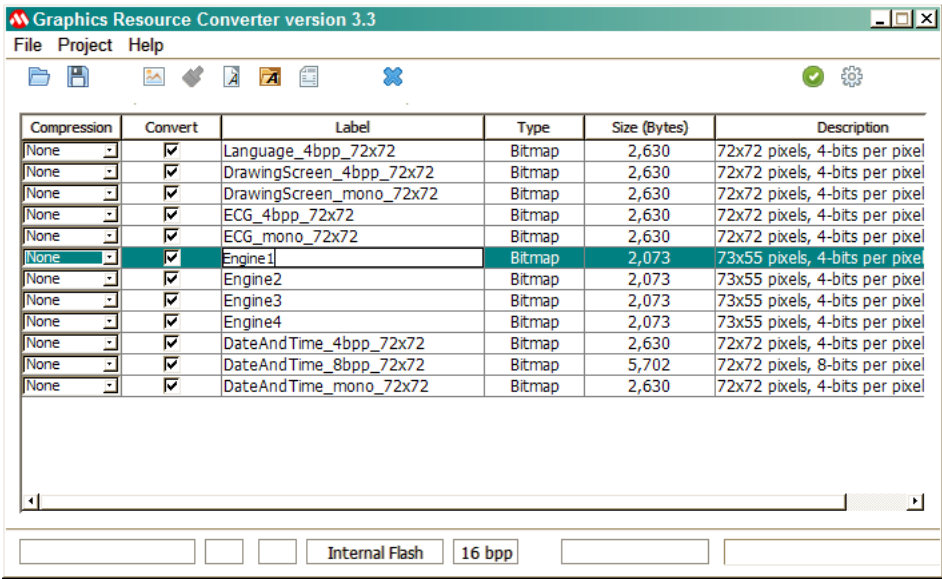 Graphics Resource Converter version 3.3
File Project Help
Compression Convert Label Type Size (Bytes) Description
None Language_4bpp_72x72 Bitmap 2,630 72x72 pixels, 4-bits per pixel
None DrawingScreen_4bpp_72x72 Bitmap 2,630 72x72 pixels, 4-bits per pixel
None DrawingScreen_mono_72x72 Bitmap 2,630 72x72 pixels, 4-bits per pixel
None ECG_4bpp_72x72 Bitmap 2,630 72x72 pixels, 4-bits per pixel
None ECG_mono_72x72 Bitmap 2,630 72x72 pixels, 4-bits per pixel
None Engine1 Bitmap 2,073 73x55 pixels, 4-bits per pixel
None Engine2 Bitmap 2,073 73x55 pixels, 4-bits per pixel
None Engine3 Bitmap 2,073 73x55 pixels, 4-bits per pixel
None Engine4 Bitmap 2,073 73x55 pixels, 4-bits per pixel
None DateAndTime_4bpp_72x72 Bitmap 2,630 72x72 pixels, 4-bits per pixel
None DateAndTime_8bpp_72x72 Bitmap 5,702 72x72 pixels, 8-bits per pixel
None DateAndTime_mono_72x72 Bitmap 2,630 72x72 pixels, 4-bits per pixel
Internal Flash 16 bpp